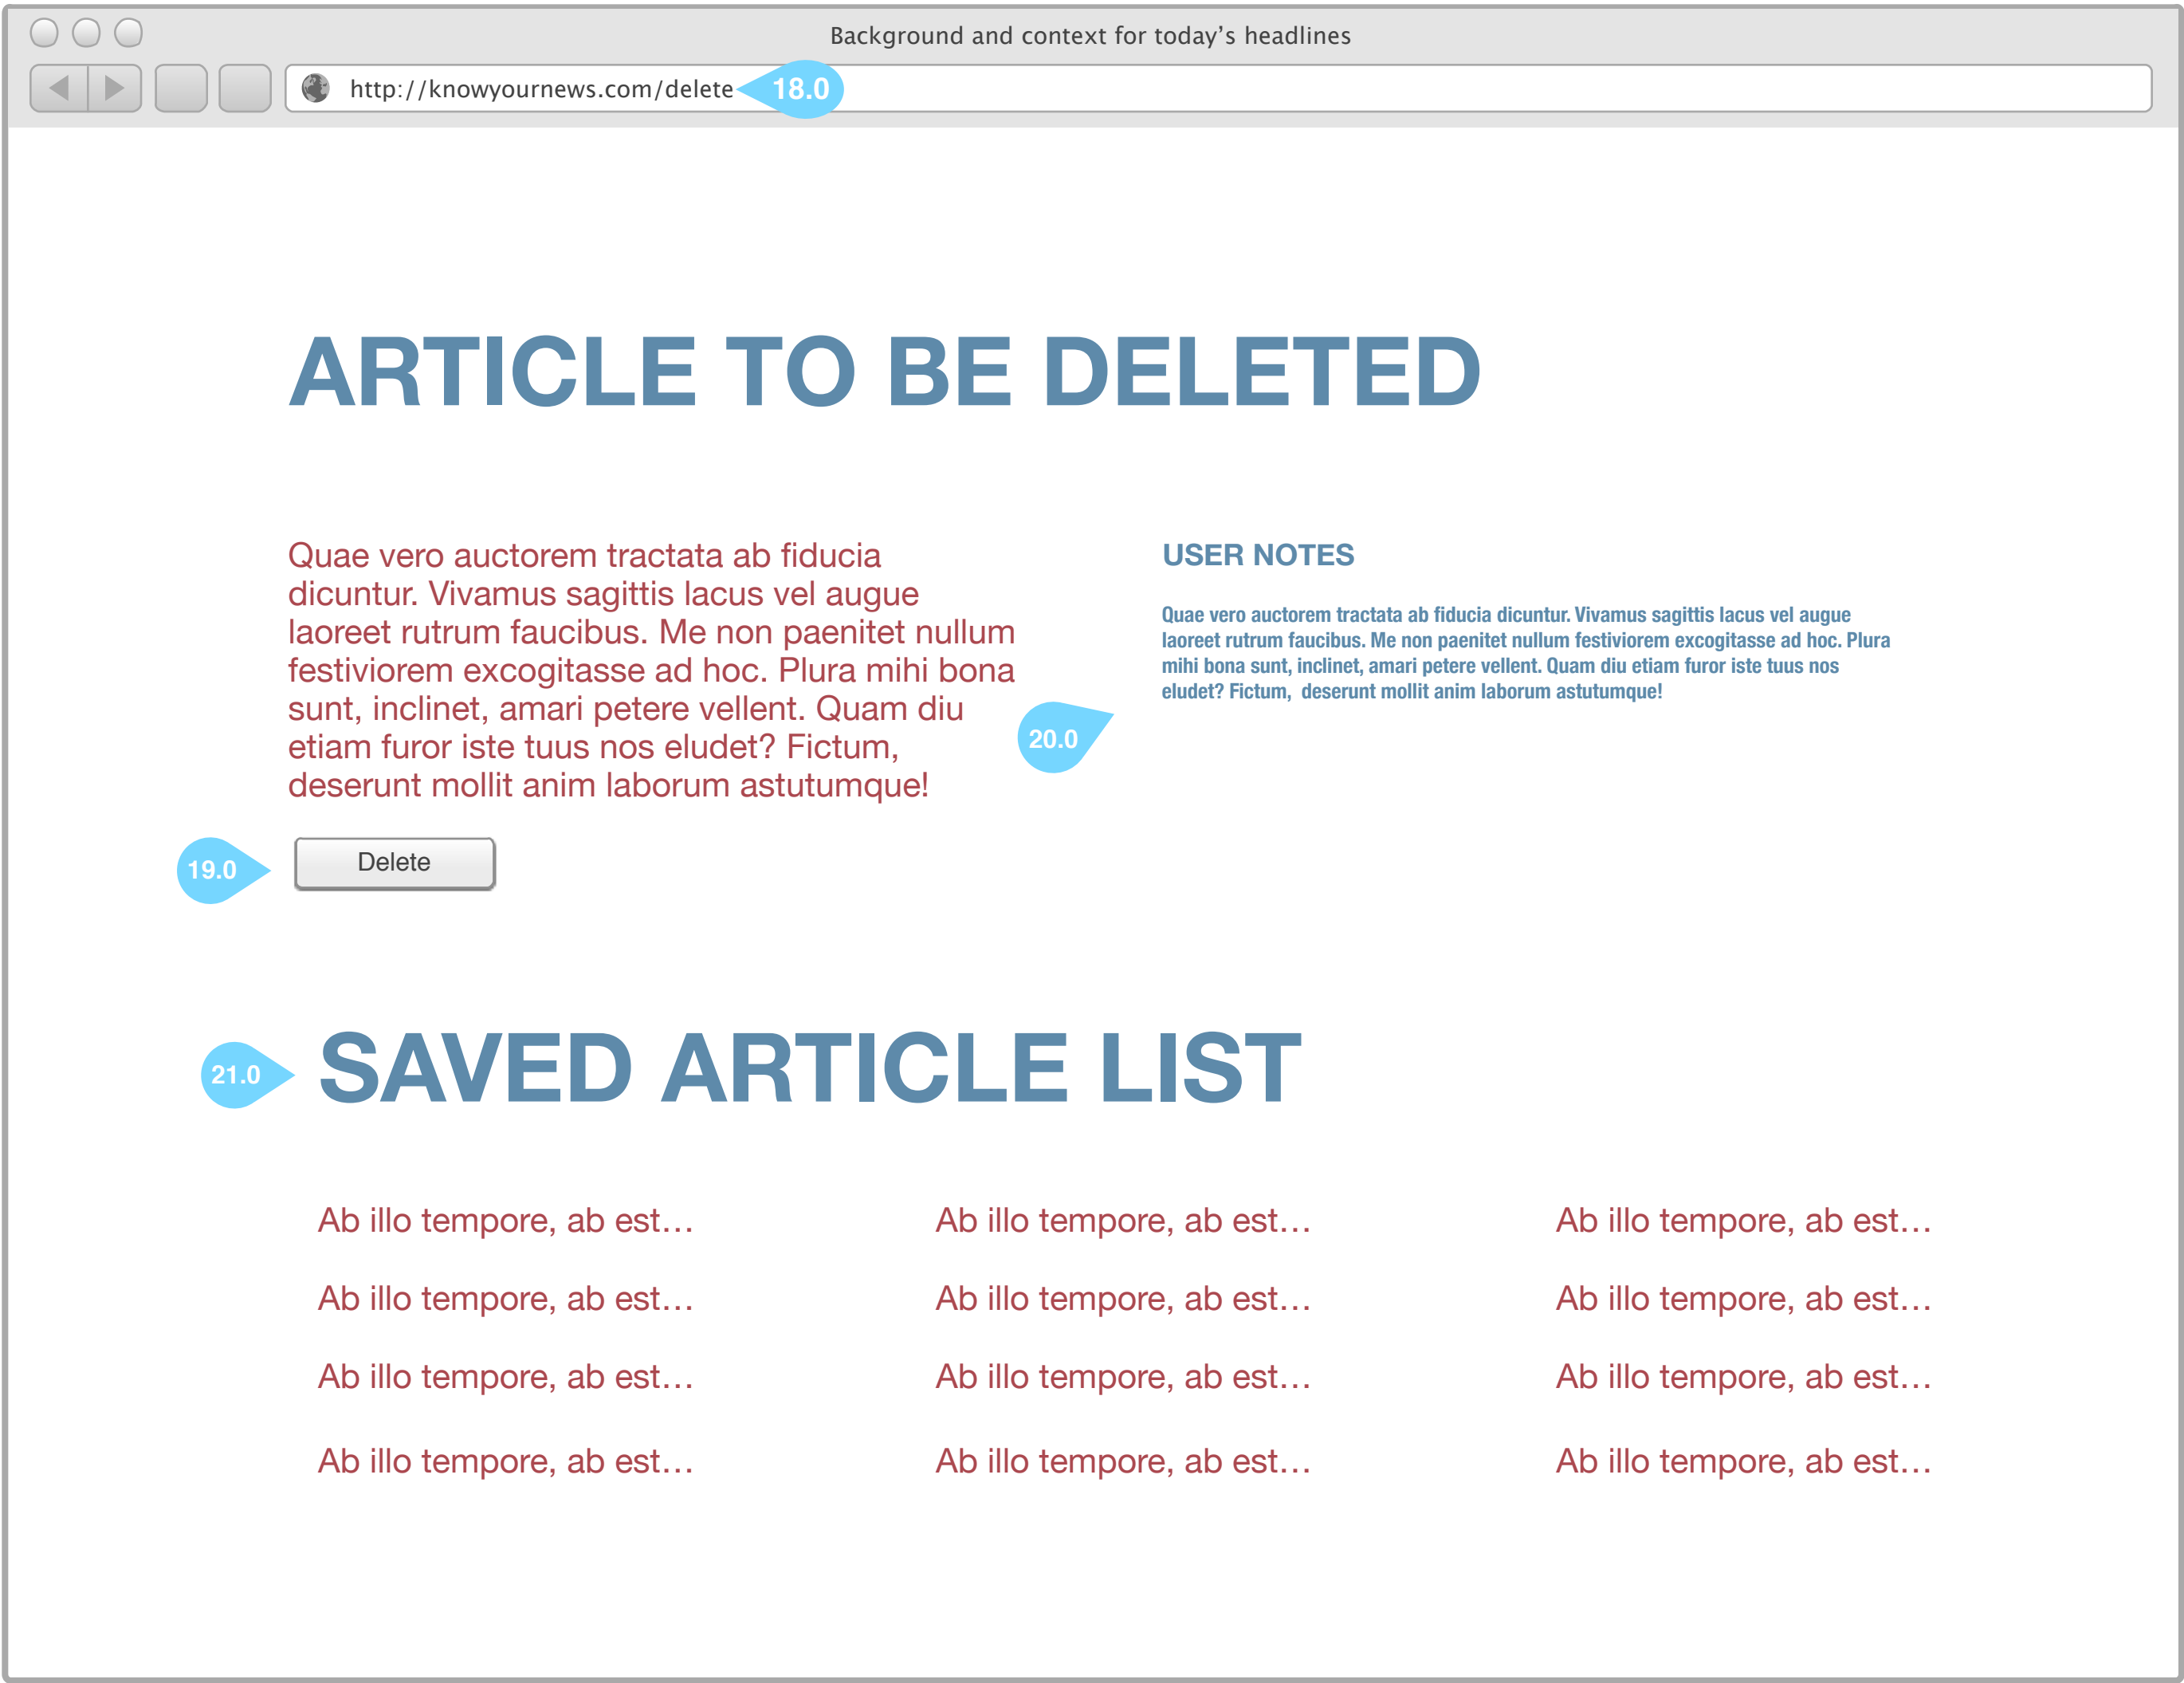 Background and context for today’s headlines
http://knowyournews.com/delete 18.0
ARTICLE TO BE DELETED
Quae vero auctorem tractata ab fiducia
dicuntur. Vivamus sagittis lacus vel augue
laoreet rutrum faucibus. Me non paenitet nullum
festiviorem excogitasse ad hoc. Plura mihi bona
sunt, inclinet, amari petere vellent. Quam diu
etiam furor iste tuus nos eludet? Fictum,
deserunt mollit anim laborum astutumque!
USER NOTES
Quae vero auctorem tractata ab fiducia dicuntur. Vivamus sagittis lacus vel augue
laoreet rutrum faucibus. Me non paenitet nullum festiviorem excogitasse ad hoc. Plura
mihi bona sunt, inclinet, amari petere vellent. Quam diu etiam furor iste tuus nos
eludet? Fictum,  deserunt mollit anim laborum astutumque!
20.0
19.0 Delete
21.0 SAVED ARTICLE LIST
Ab illo tempore, ab est… Ab illo tempore, ab est… Ab illo tempore, ab est…
Ab illo tempore, ab est… Ab illo tempore, ab est… Ab illo tempore, ab est…
Ab illo tempore, ab est… Ab illo tempore, ab est… Ab illo tempore, ab est…
Ab illo tempore, ab est… Ab illo tempore, ab est… Ab illo tempore, ab est…